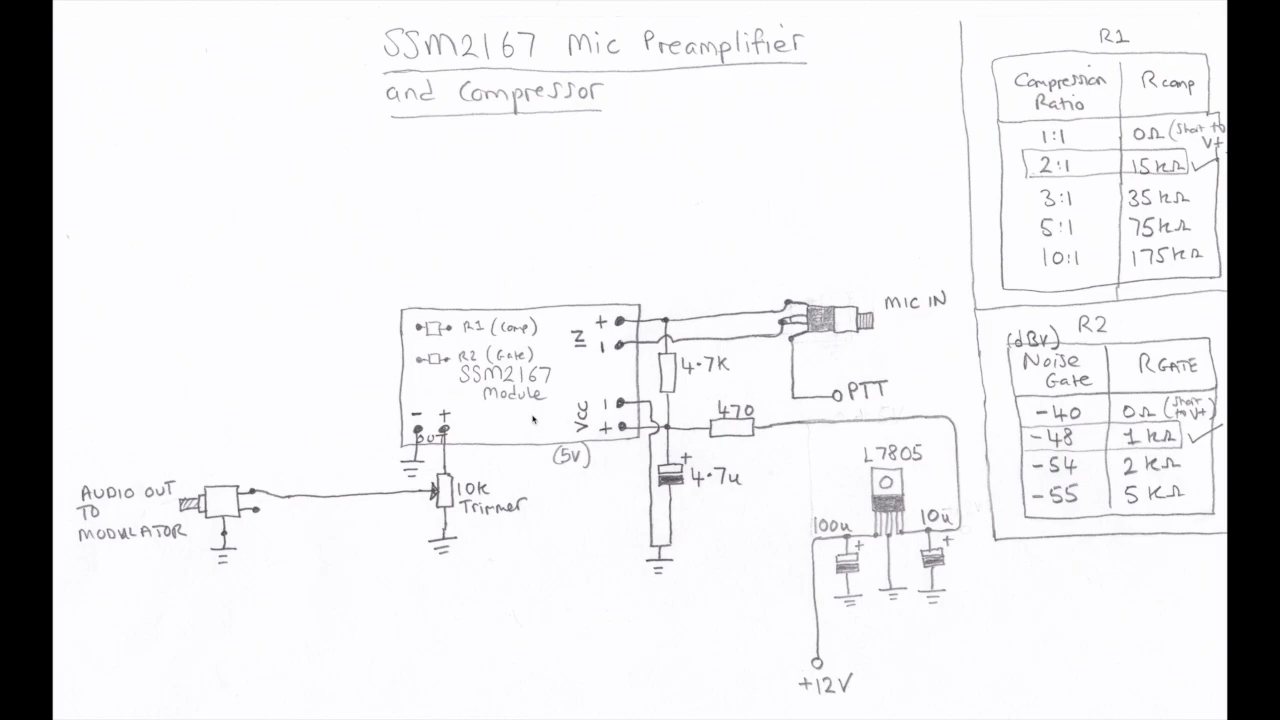 SSM2167 Mic Preamplifier
and Compressor
R1
Compression Ratio
R comp
1:1 0Ω (Short to V+
2:1 15kΩ ✓
3:1 35kΩ
5:1 75kΩ
10:1 175kΩ
R2
(dBv)
Noise Gate
R GATE
-40 0Ω (Short to V+)
-48 1kΩ ✓
-54 2kΩ
-55 5kΩ
R1 (Comp)
R2 (Gate)
SSM2167
Module
+
IN
-
VCC
-
+
- +
OUT
(5V)
4.7K
470
+
4.7u
MIC IN
PTT
L7805
100u
10u
+
+
+12V
10k
Trimmer
AUDIO OUT
TO
MODULATOR